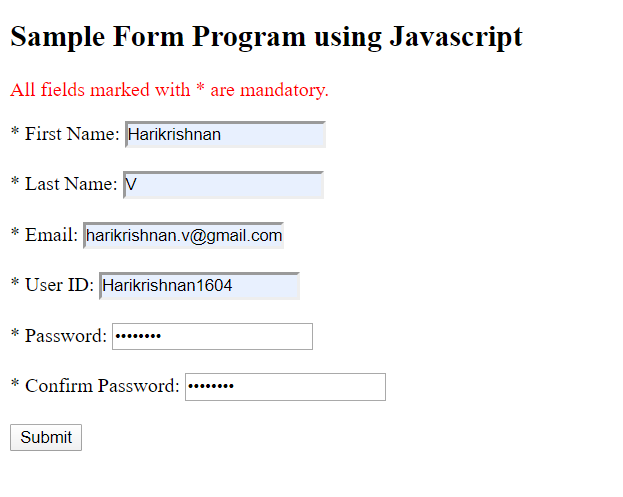 Sample Form Program using Javascript
All fields marked with * are mandatory.
* First Name: Harikrishnan
* Last Name: V
* Email: harikrishnan.v@gmail.com
* User ID: Harikrishnan1604
* Password: ••••••••
* Confirm Password: ••••••••
Submit